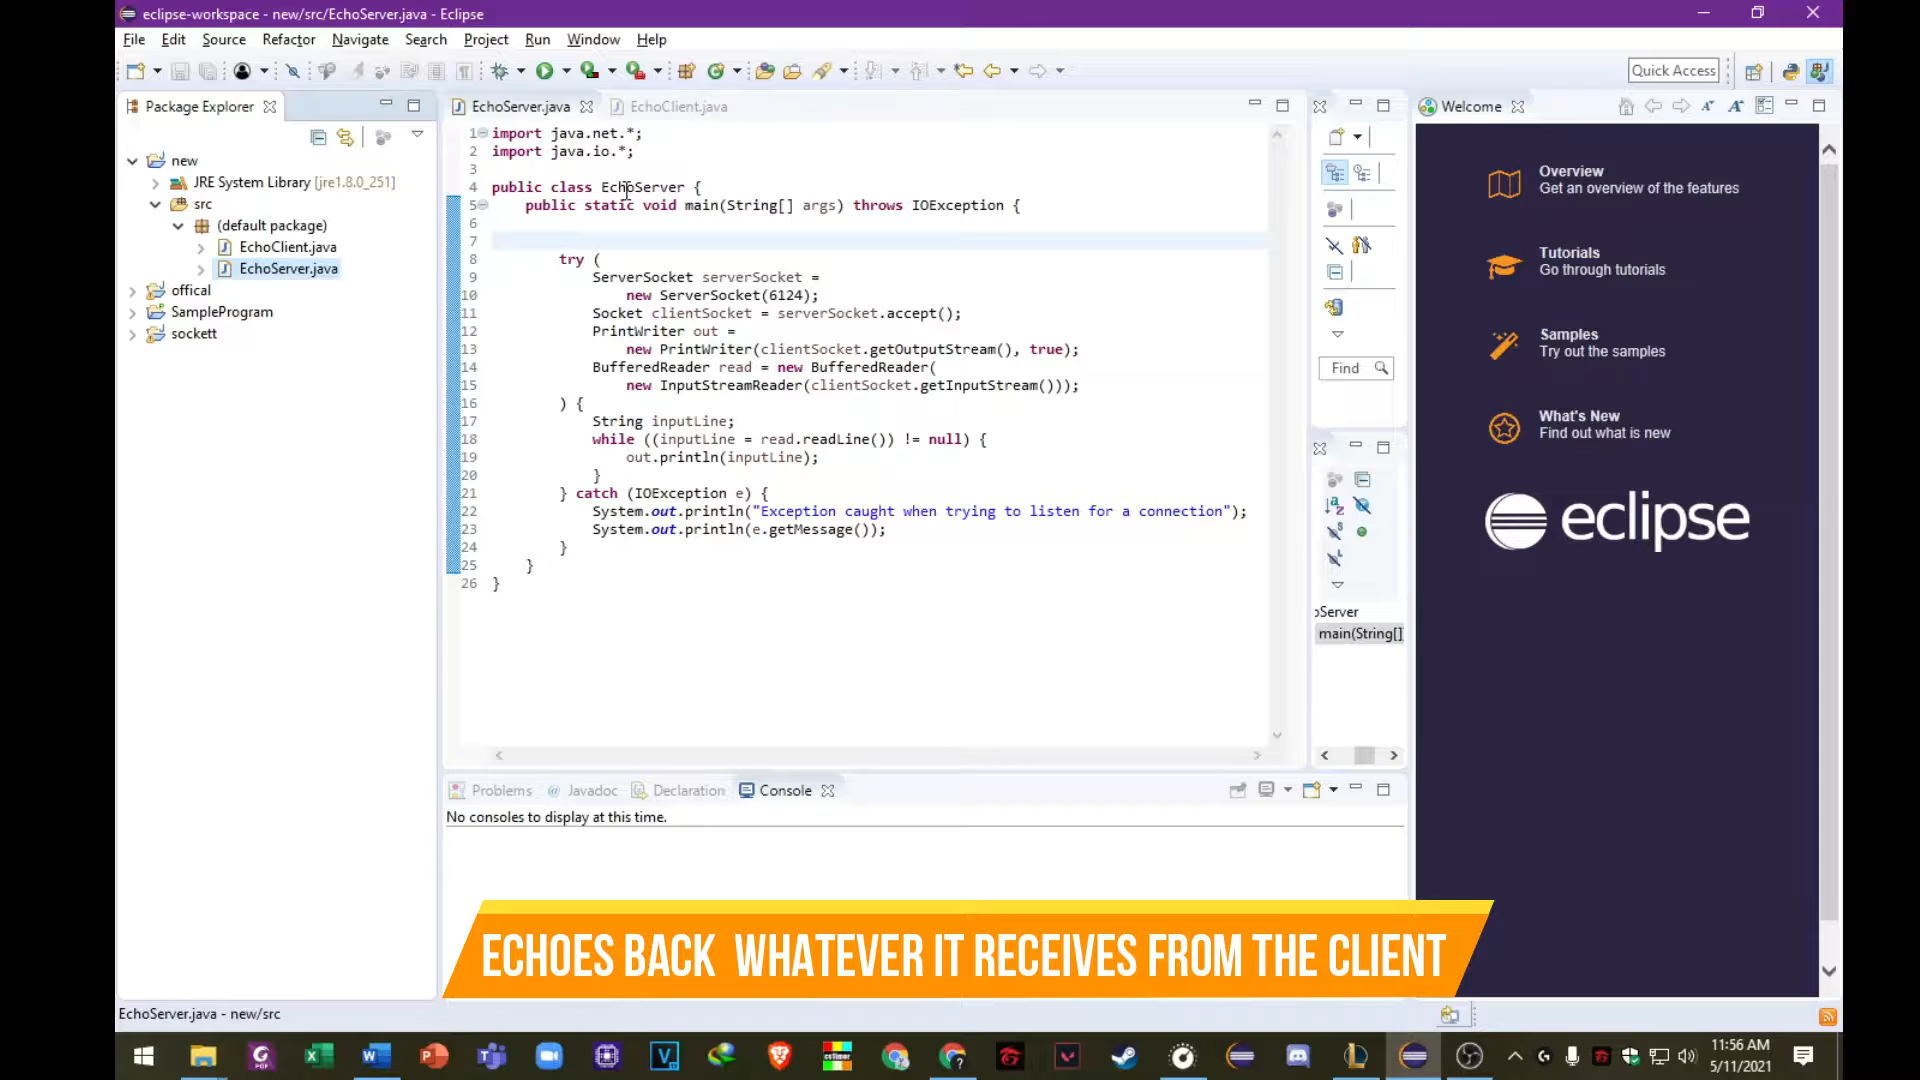 eclipse-workspace - new/src/EchoServer.java - Eclipse
File Edit Source Refactor Navigate Search Project Run Window Help
Quick Access
Package Explorer
new
JRE System Library [jre1.8.0_251]
src
(default package)
EchoClient.java
EchoServer.java
offical
SampleProgram
sockett
EchoServer.java EchoClient.java
1 import java.net.*;
2 import java.io.*;
3
4 public class EchoServer {
5 public static void main(String[] args) throws IOException {
6
7
8 try (
9 ServerSocket serverSocket =
10 new ServerSocket(6124);
11 Socket clientSocket = serverSocket.accept();
12 PrintWriter out =
13 new PrintWriter(clientSocket.getOutputStream(), true);
14 BufferedReader read = new BufferedReader(
15 new InputStreamReader(clientSocket.getInputStream()));
16 ) {
17 String inputLine;
18 while ((inputLine = read.readLine()) != null) {
19 out.println(inputLine);
20 }
21 } catch (IOException e) {
22 System.out.println("Exception caught when trying to listen for a connection");
23 System.out.println(e.getMessage());
24 }
25 }
26 }
Find
oServer
main(String[]
Welcome
Overview
Get an overview of the features
Tutorials
Go through tutorials
Samples
Try out the samples
What's New
Find out what is new
eclipse
Problems @ Javadoc Declaration Console
No consoles to display at this time.
ECHOES BACK WHATEVER IT RECEIVES FROM THE CLIENT
EchoServer.java - new/src
11:56 AM
5/11/2021